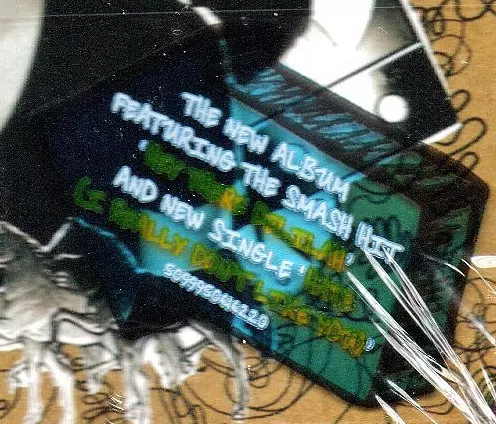 THE NEW ALBUM
FEATURING THE SMASH HIT
'HEY THERE DELILAH'
AND NEW SINGLE 'HATE
(I REALLY DON'T LIKE YOU)'